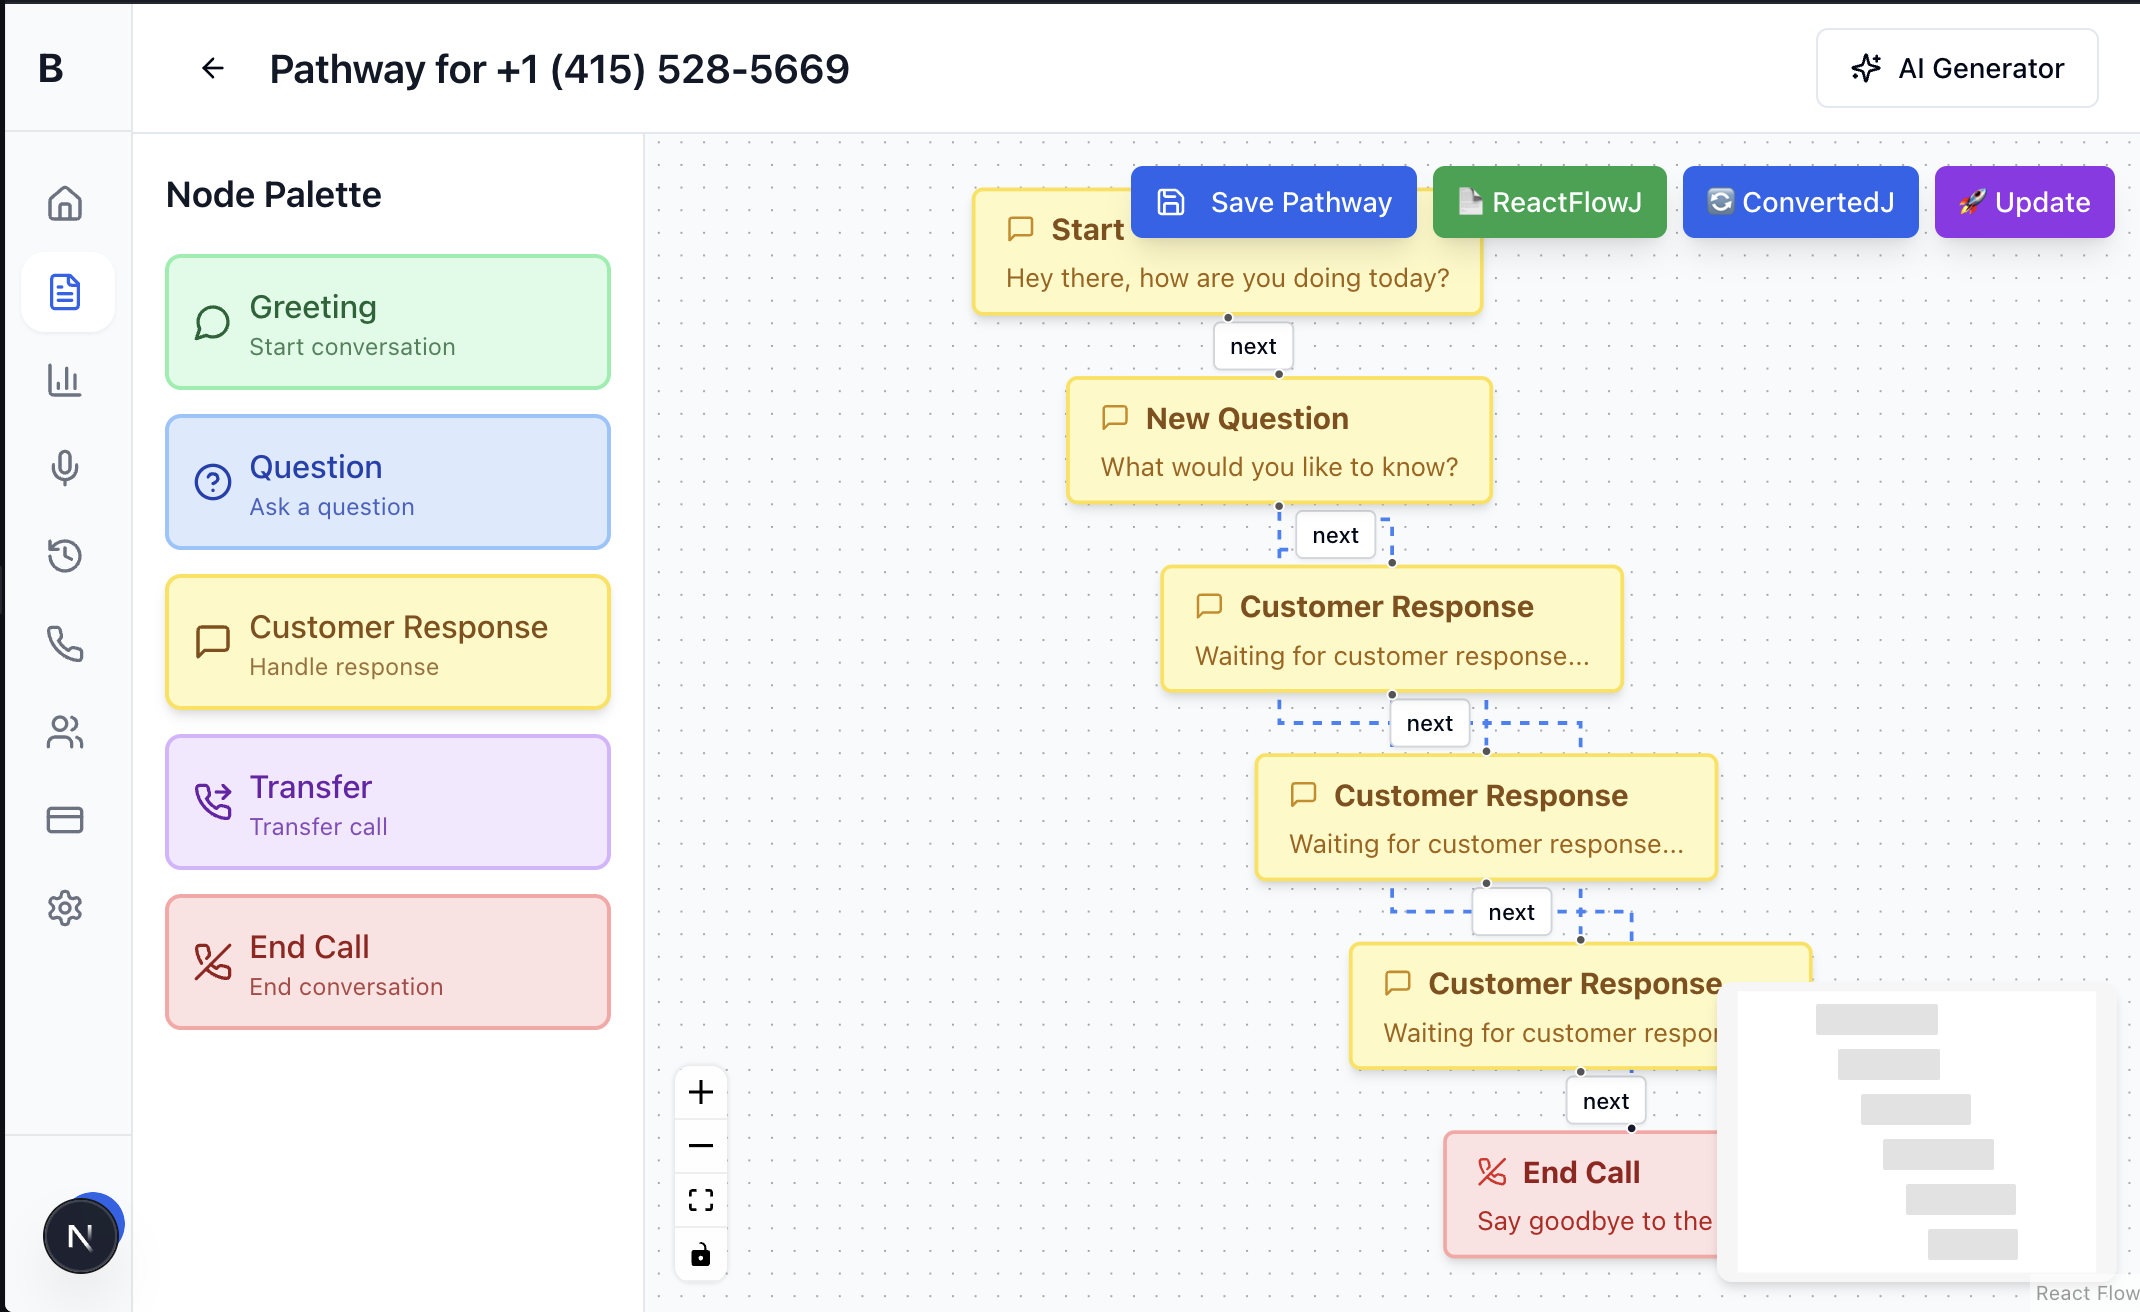 B
Pathway for +1 (415) 528-5669
AI Generator
Node Palette
Greeting
Start conversation
Question
Ask a question
Customer Response
Handle response
Transfer
Transfer call
End Call
End conversation
Save Pathway
ReactFlowJ
ConvertedJ
Update
Start
Hey there, how are you doing today?
next
New Question
What would you like to know?
next
Customer Response
Waiting for customer response...
next
Customer Response
Waiting for customer response...
next
Customer Response
Waiting for customer respor
next
End Call
Say goodbye to the
N
React Flow